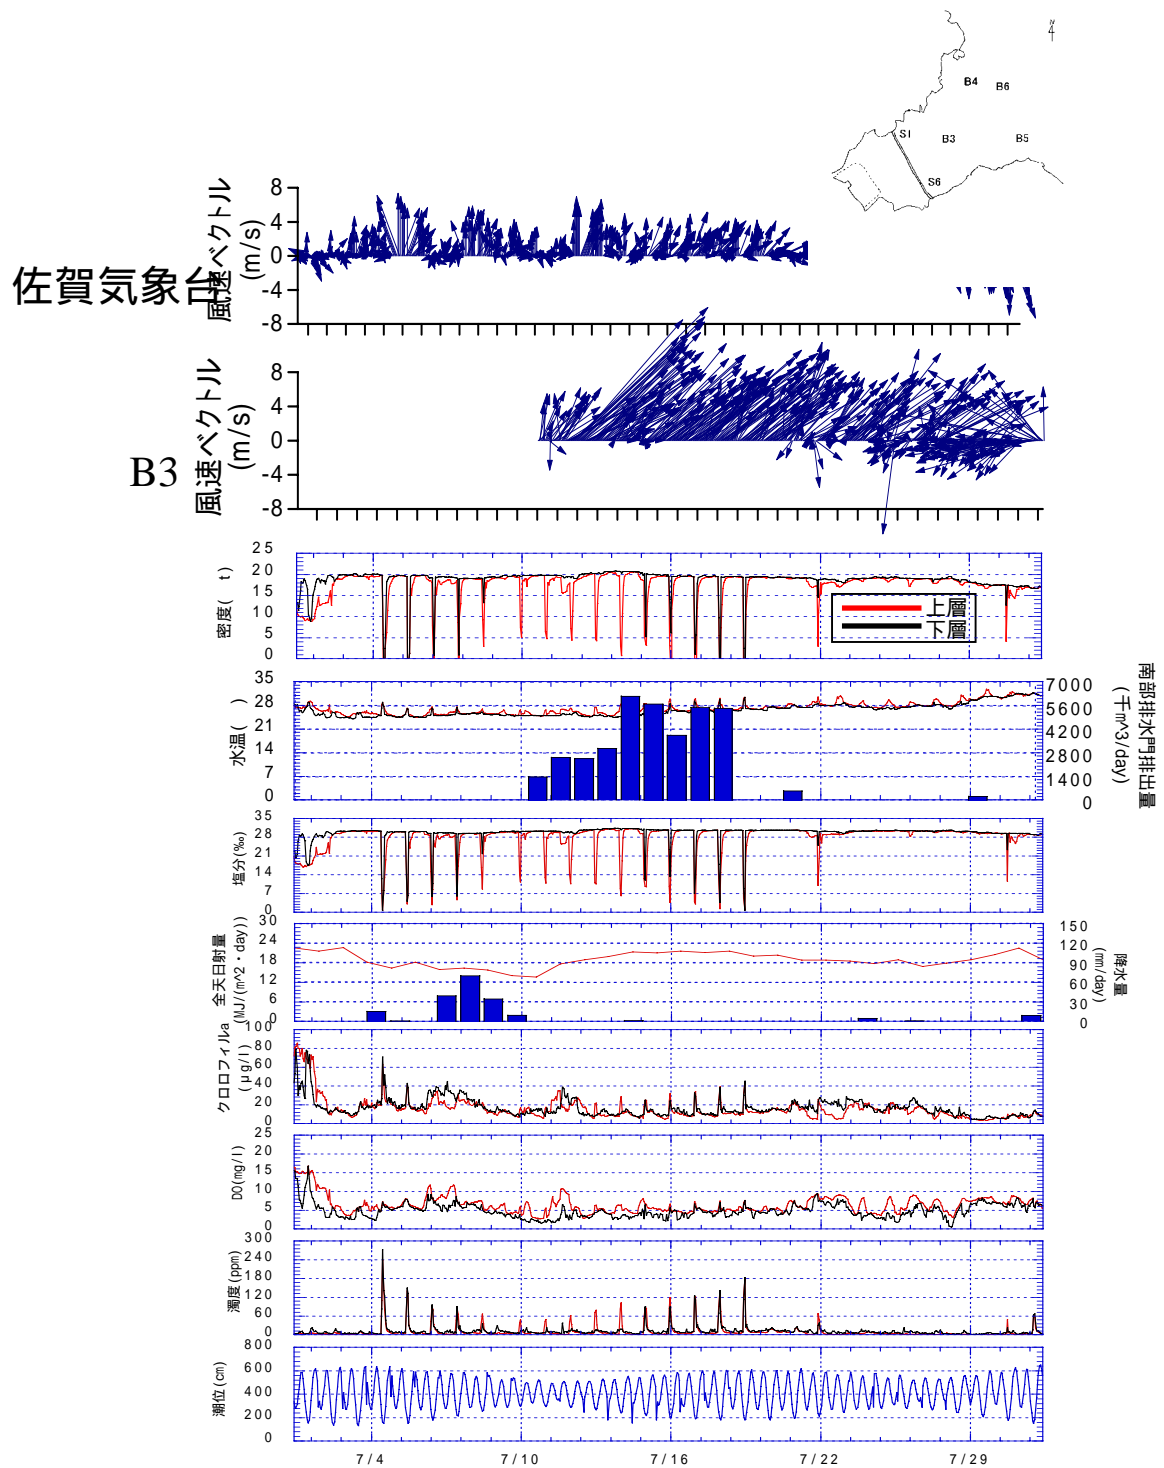 N
4
B4
B6
S1
B3
B5
S6
佐賀気象台
風速ベクトル
(m/s)
8
4
0
-4
-8
B3
風速ベクトル
(m/s)
8
4
0
-4
-8
密度( t)
25
20
15
10
5
0
上層
下層
水温( )
35
28
21
14
7
0
7000
5600
4200
2800
1400
0
南部排水門排出量
(千m^3/day)
塩分(‰)
35
28
21
14
7
0
全天日射量
(MJ/(m^2・day))
30
24
18
12
6
0
150
120
90
60
30
0
降水量
(mm/day)
クロロフィルa
(μg/l)
100
80
60
40
20
0
DO(mg/l)
25
20
15
10
5
0
濁度(ppm)
300
240
180
120
60
0
潮位(cm)
800
600
400
200
0
7/4
7/10
7/16
7/22
7/29